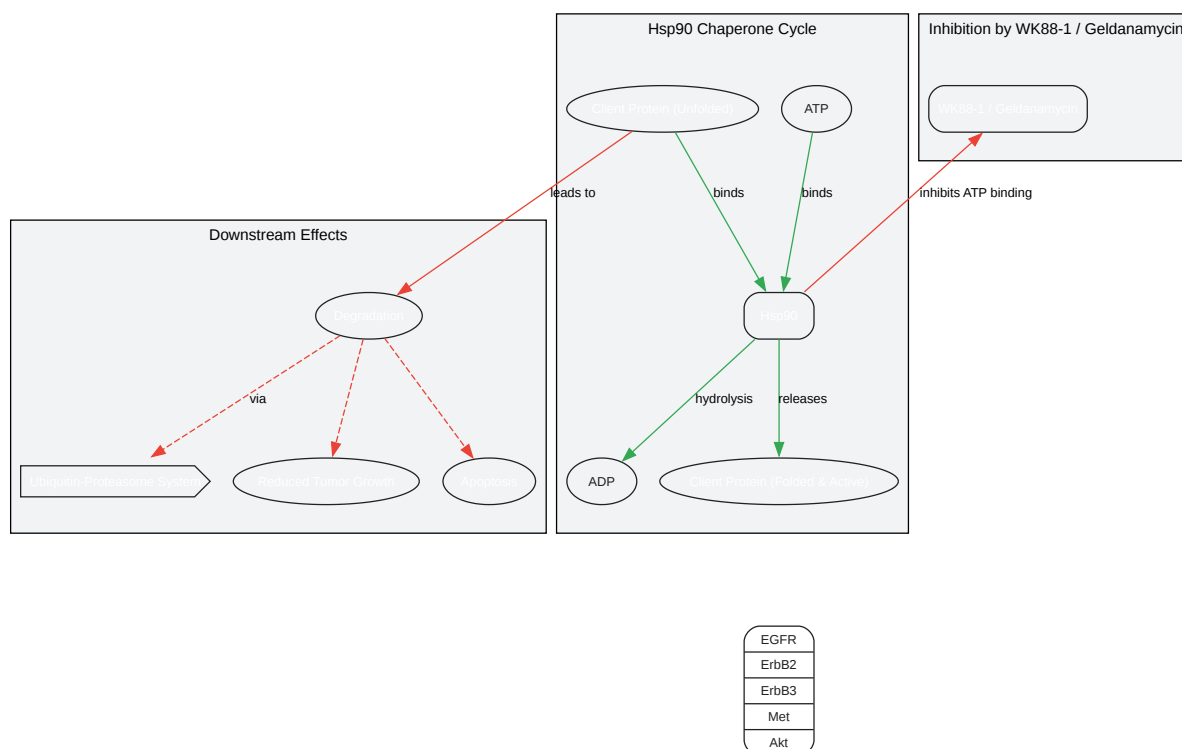 Hsp90 Chaperone Cycle
Inhibition by WK88-1 / Geldanamycin
Client Protein (Unfolded)
ATP
WK88-1 / Geldanamycin
leads to
binds
binds
inhibits ATP binding
Downstream Effects
Degradation
Hsp90
via
hydrolysis
releases
Ubiquitin-Proteasome System
Reduced Tumor Growth
Apoptosis
ADP
Client Protein (Folded & Active)
EGFR
ErbB2
ErbB3
Met
Akt